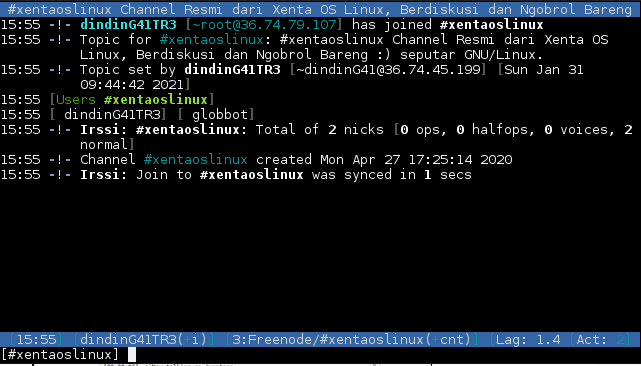 #xentaoslinux Channel Resmi dari Xenta OS Linux, Berdiskusi dan Ngobrol Bareng
15:55 -!- dindinG41TR3 [~root@36.74.79.107] has joined #xentaoslinux
15:55 -!- Topic for #xentaoslinux: #xentaoslinux Channel Resmi dari Xenta OS
Linux, Berdiskusi dan Ngobrol Bareng :) seputar GNU/Linux.
15:55 -!- Topic set by dindinG41TR3 [~dindinG41@36.74.45.199] [Sun Jan 31
09:44:42 2021]
15:55 [Users #xentaoslinux]
15:55 [ dindinG41TR3] [ globbot]
15:55 -!- Irssi: #xentaoslinux: Total of 2 nicks [0 ops, 0 halfops, 0 voices, 2
normal]
15:55 -!- Channel #xentaoslinux created Mon Apr 27 17:25:14 2020
15:55 -!- Irssi: Join to #xentaoslinux was synced in 1 secs
[15:55] [dindinG41TR3(+i)] [3:Freenode/#xentaoslinux(+cnt)] [Lag: 1.4] [Act: 2]
[#xentaoslinux]